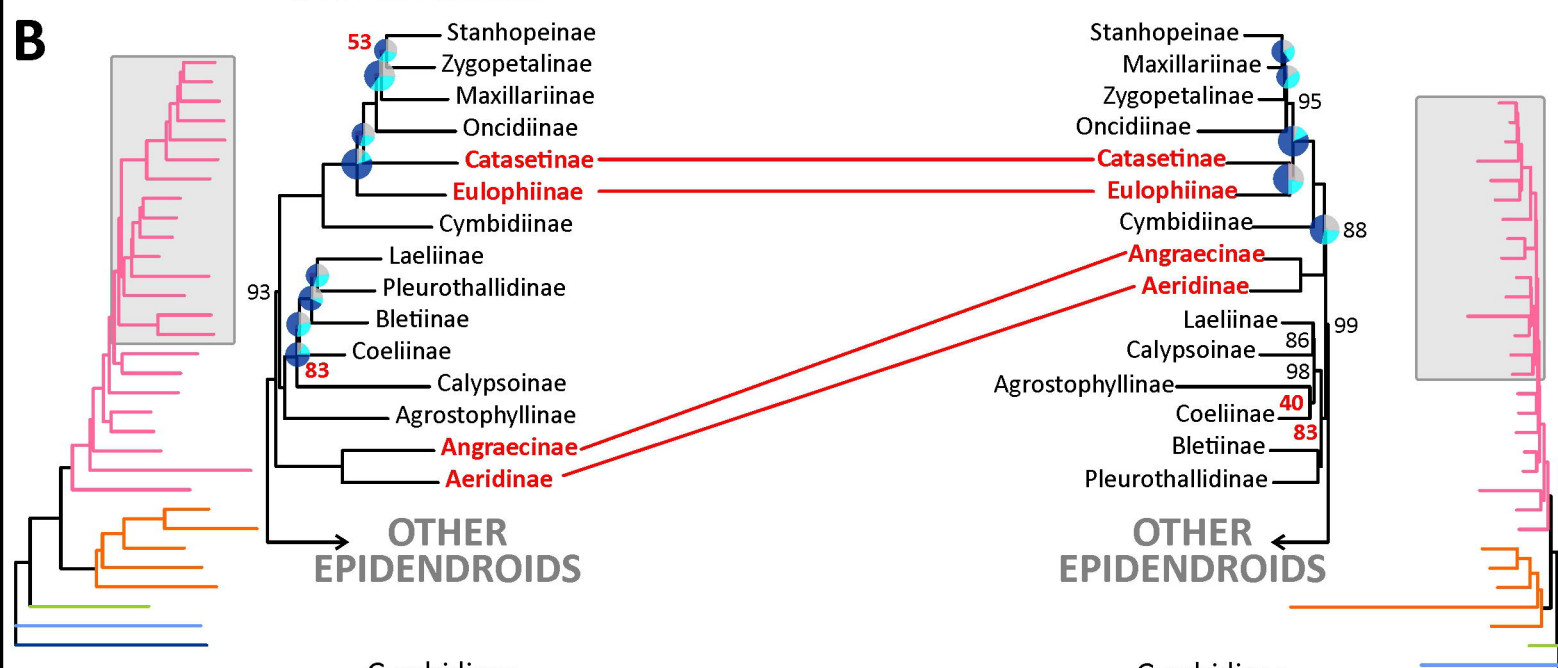 B
53
Stanhopeinae
Zygopetalinae
Maxillariinae
Oncidiinae
Catasetinae
Eulophiinae
Cymbidiinae
Laeliinae
Pleurothallidinae
93
Bletiinae
Coeliinae
83
Calypsoinae
Agrostophyllinae
Angraecinae
Aeridinae
OTHER
EPIDENDROIDS
Stanhopeinae
Maxillariinae
Zygopetalinae
95
Oncidiinae
Catasetinae
Eulophiinae
Cymbidiinae
88
Angraecinae
Aeridinae
Laeliinae
99
86
Calypsoinae
98
Agrostophyllinae
40
Coeliinae
83
Bletiinae
Pleurothallidinae
OTHER
EPIDENDROIDS